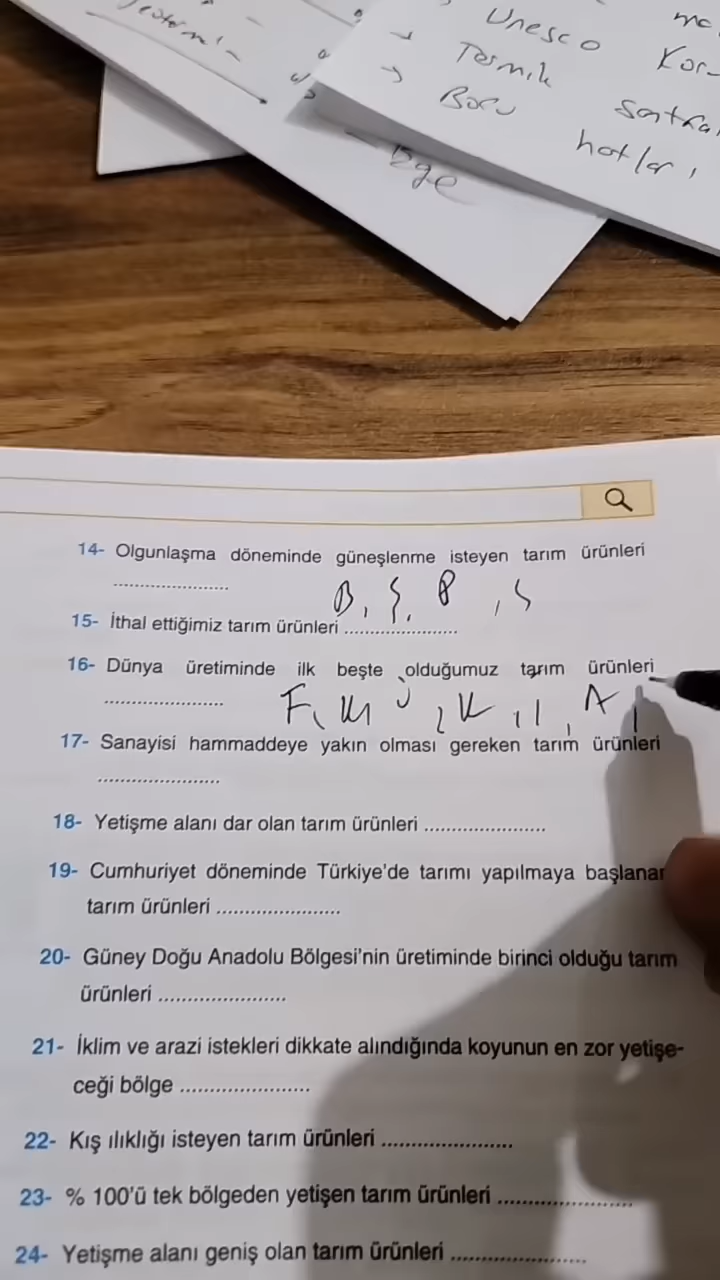 Unesco
Termik
Boru
hatları
Ege
14- Olgunlaşma döneminde güneşlenme isteyen tarım ürünleri
.......................
15- İthal ettiğimiz tarım ürünleri .......................
16- Dünya üretiminde ilk beşte olduğumuz tarım ürünleri
.......................
17- Sanayisi hammaddeye yakın olması gereken tarım ürünleri
.......................
18- Yetişme alanı dar olan tarım ürünleri .......................
19- Cumhuriyet döneminde Türkiye'de tarımı yapılmaya başlanan
tarım ürünleri .......................
20- Güney Doğu Anadolu Bölgesi'nin üretiminde birinci olduğu tarım
ürünleri .......................
21- İklim ve arazi istekleri dikkate alındığında koyunun en zor yetişe-
ceği bölge .......................
22- Kış ılıklığı isteyen tarım ürünleri .......................
23- % 100'ü tek bölgeden yetişen tarım ürünleri .......................
24- Yetişme alanı geniş olan tarım ürünleri .......................